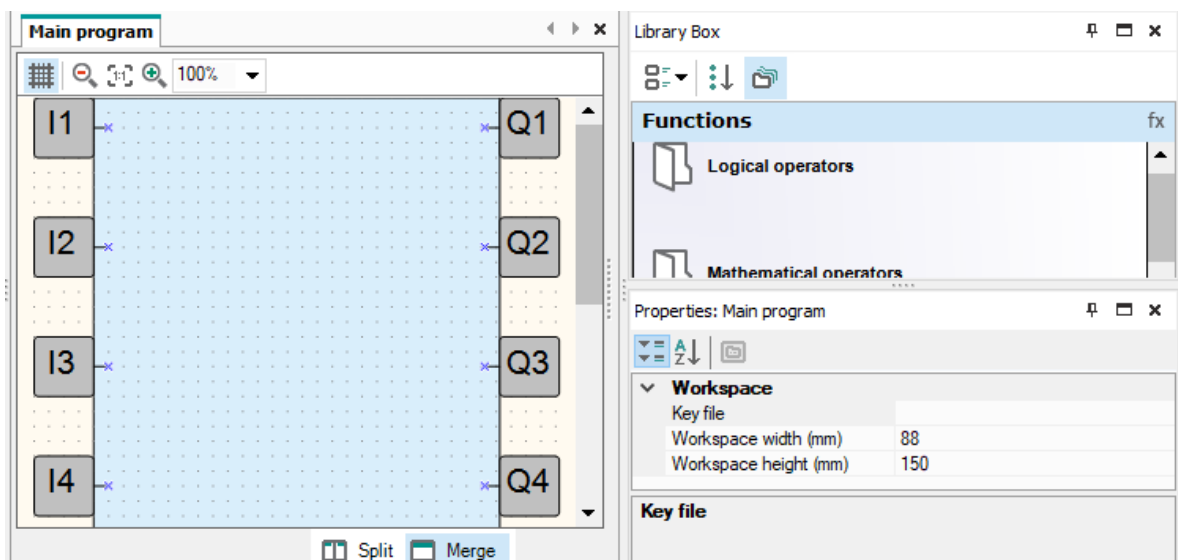 Main program
100%
I1
Q1
I2
Q2
I3
Q3
I4
Q4
Split
Merge
Library Box
Functions
fx
Logical operators
Mathematical operators
Properties: Main program
Workspace
Key file
Workspace width (mm) 88
Workspace height (mm) 150
Key file